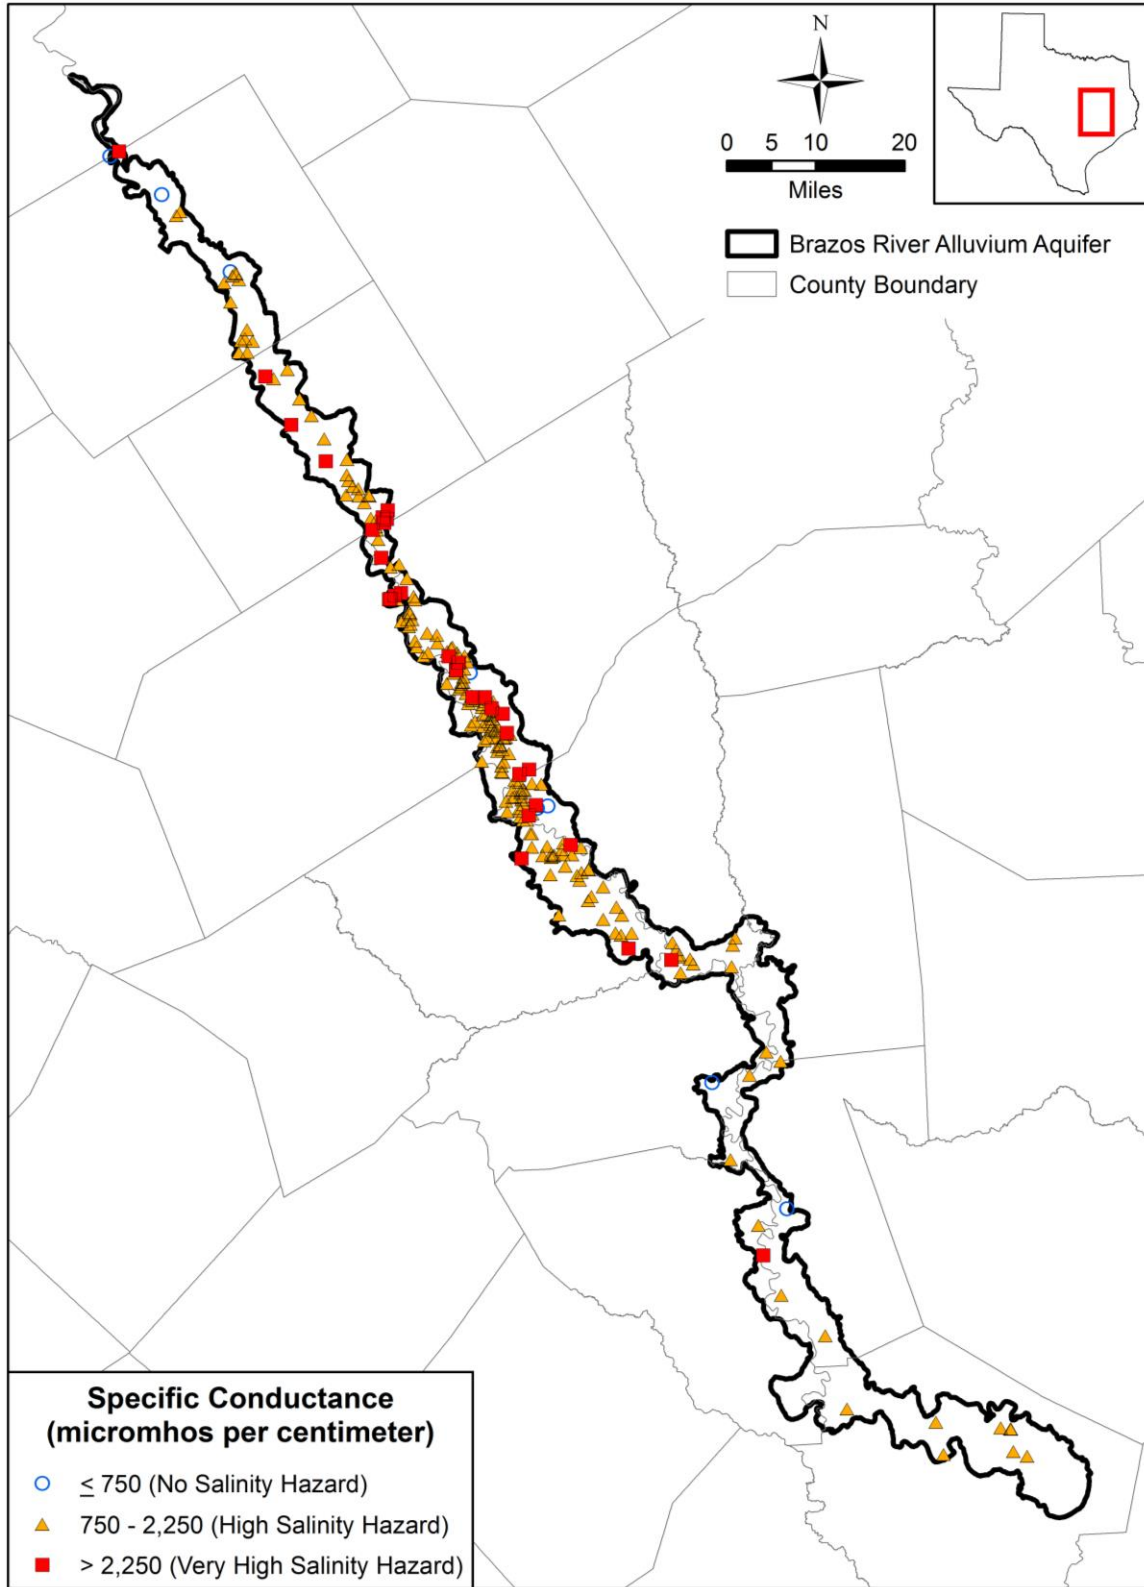 N
0 5 10 20
Miles
Brazos River Alluvium Aquifer
County Boundary
Specific Conductance
(micromhos per centimeter)
≤ 750 (No Salinity Hazard)
750 - 2,250 (High Salinity Hazard)
> 2,250 (Very High Salinity Hazard)